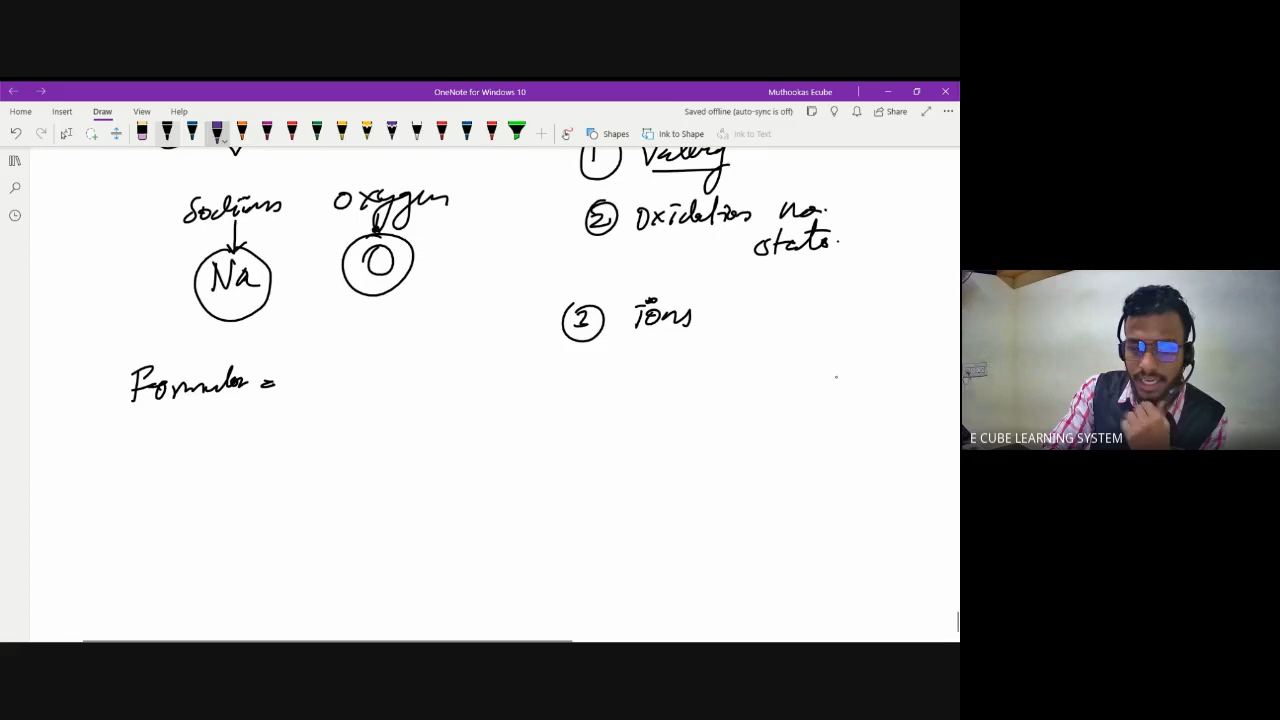 OneNote for Windows 10
Muthookas Ecube
Home Insert Draw View Help
Saved offline (auto-sync is off)
Share
Shapes
Ink to Shape
Ink to Text
1
Sodium
Oxygen
Na
O
2 oxidation no.
state.
1 ions
Formula =
E CUBE LEARNING SYSTEM